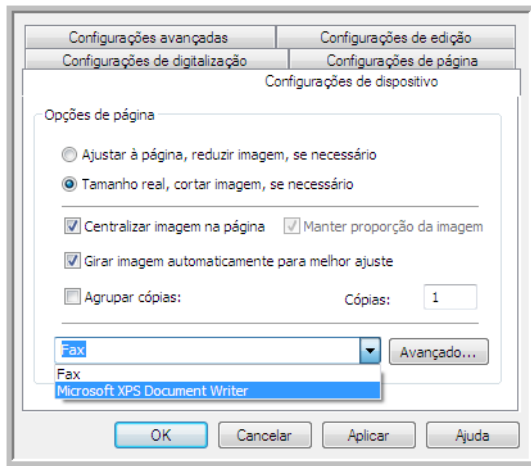 Configurações avançadas
Configurações de edição
Configurações de digitalização
Configurações de página
Configurações de dispositivo
Opções de página
Ajustar à página, reduzir imagem, se necessário
Tamanho real, cortar imagem, se necessário
Centralizar imagem na página
Manter proporção da imagem
Girar imagem automaticamente para melhor ajuste
Agrupar cópias:
Cópias:
1
Fax
Avançado...
Fax
Microsoft XPS Document Writer
OK
Cancelar
Aplicar
Ajuda